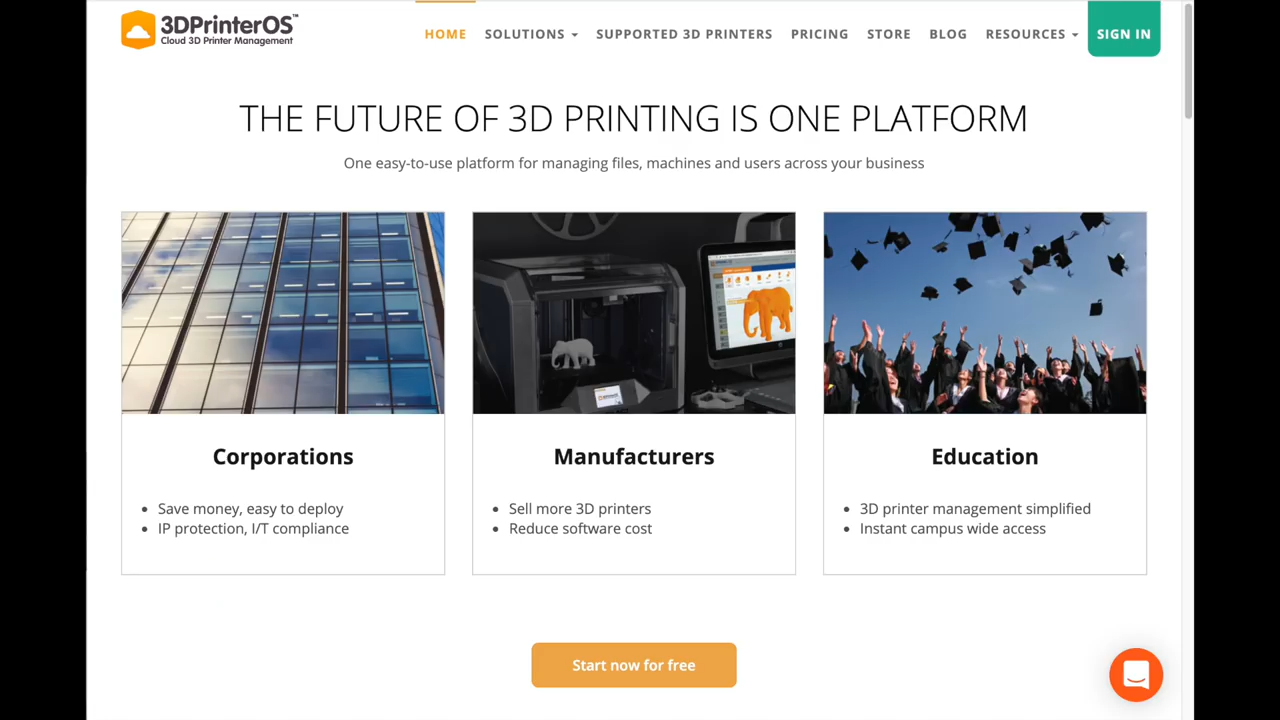 3DPrinterOS™
Cloud 3D Printer Management
HOME SOLUTIONS SUPPORTED 3D PRINTERS PRICING STORE BLOG RESOURCES SIGN IN
THE FUTURE OF 3D PRINTING IS ONE PLATFORM
One easy-to-use platform for managing files, machines and users across your business
Corporations
• Save money, easy to deploy
• IP protection, I/T compliance
Manufacturers
• Sell more 3D printers
• Reduce software cost
Education
• 3D printer management simplified
• Instant campus wide access
Start now for free